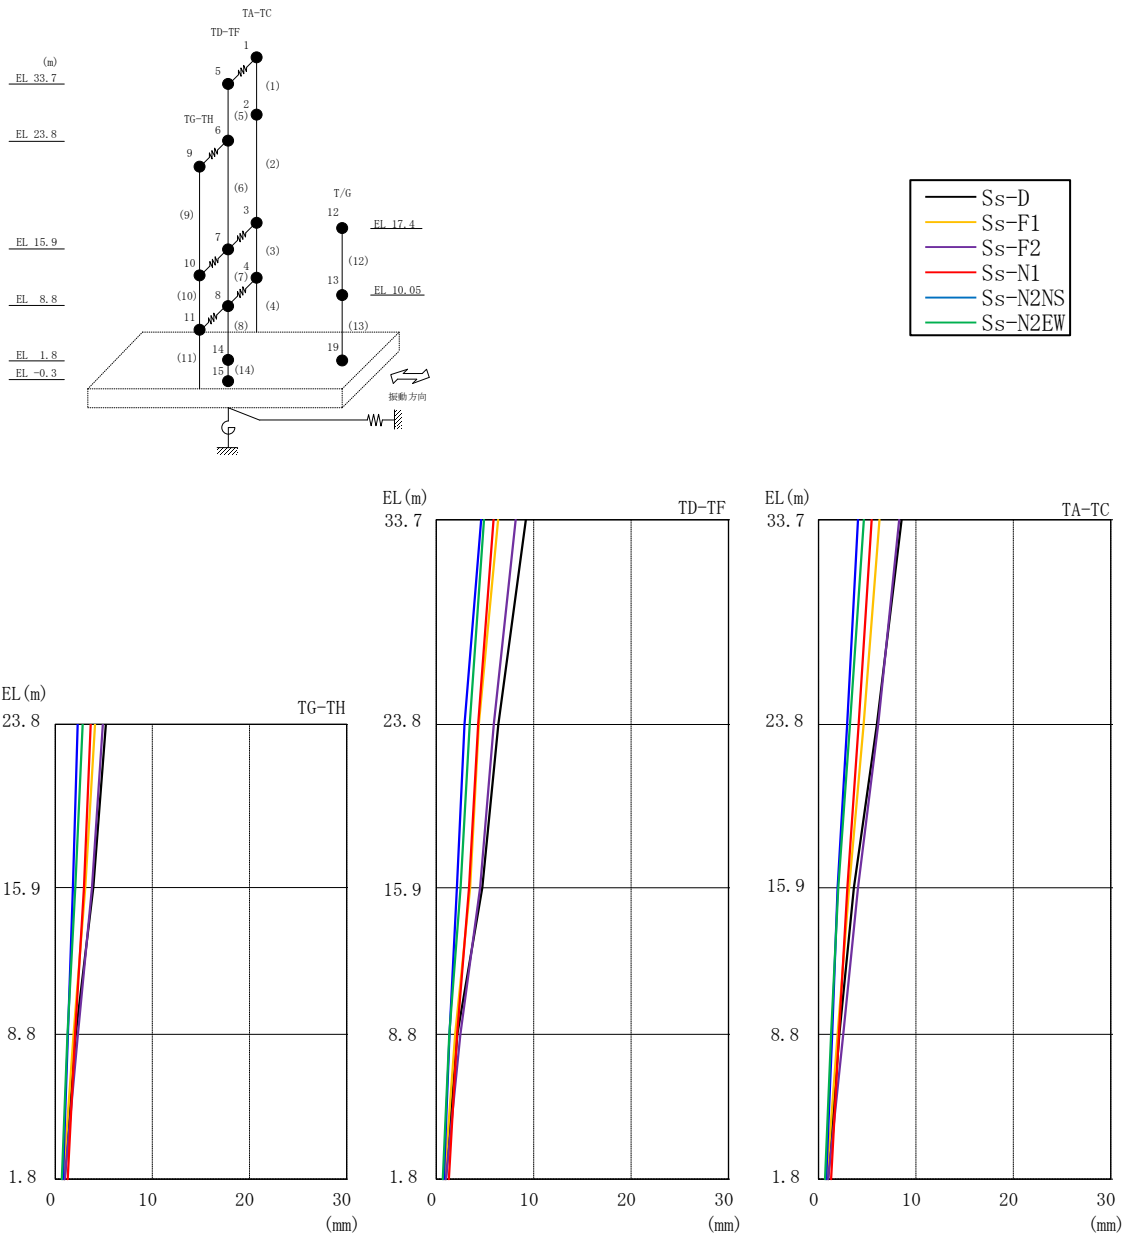 TA-TC
TD-TF
1
(m)
5
EL 33.7
(1)
2
(5)
TG-TH
6
EL 23.8
9
(2)
(6)
T/G
(9)
3
12
EL 17.4
7
EL 15.9
(3)
10
4
(12)
(7)
13
(10)
8
EL 10.05
EL 8.8
(4)
11
(8)
(13)
14
19
EL 1.8
(11)
15
(14)
EL -0.3
振動方向
Ss-D
Ss-F1
Ss-F2
Ss-N1
Ss-N2NS
Ss-N2EW
EL(m)
TG-TH
23.8
15.9
8.8
1.8
0 10 20 30
(mm)
EL(m)
TD-TF
33.7
23.8
15.9
8.8
1.8
0 10 20 30
(mm)
EL(m)
TA-TC
33.7
23.8
15.9
8.8
1.8
0 10 20 30
(mm)